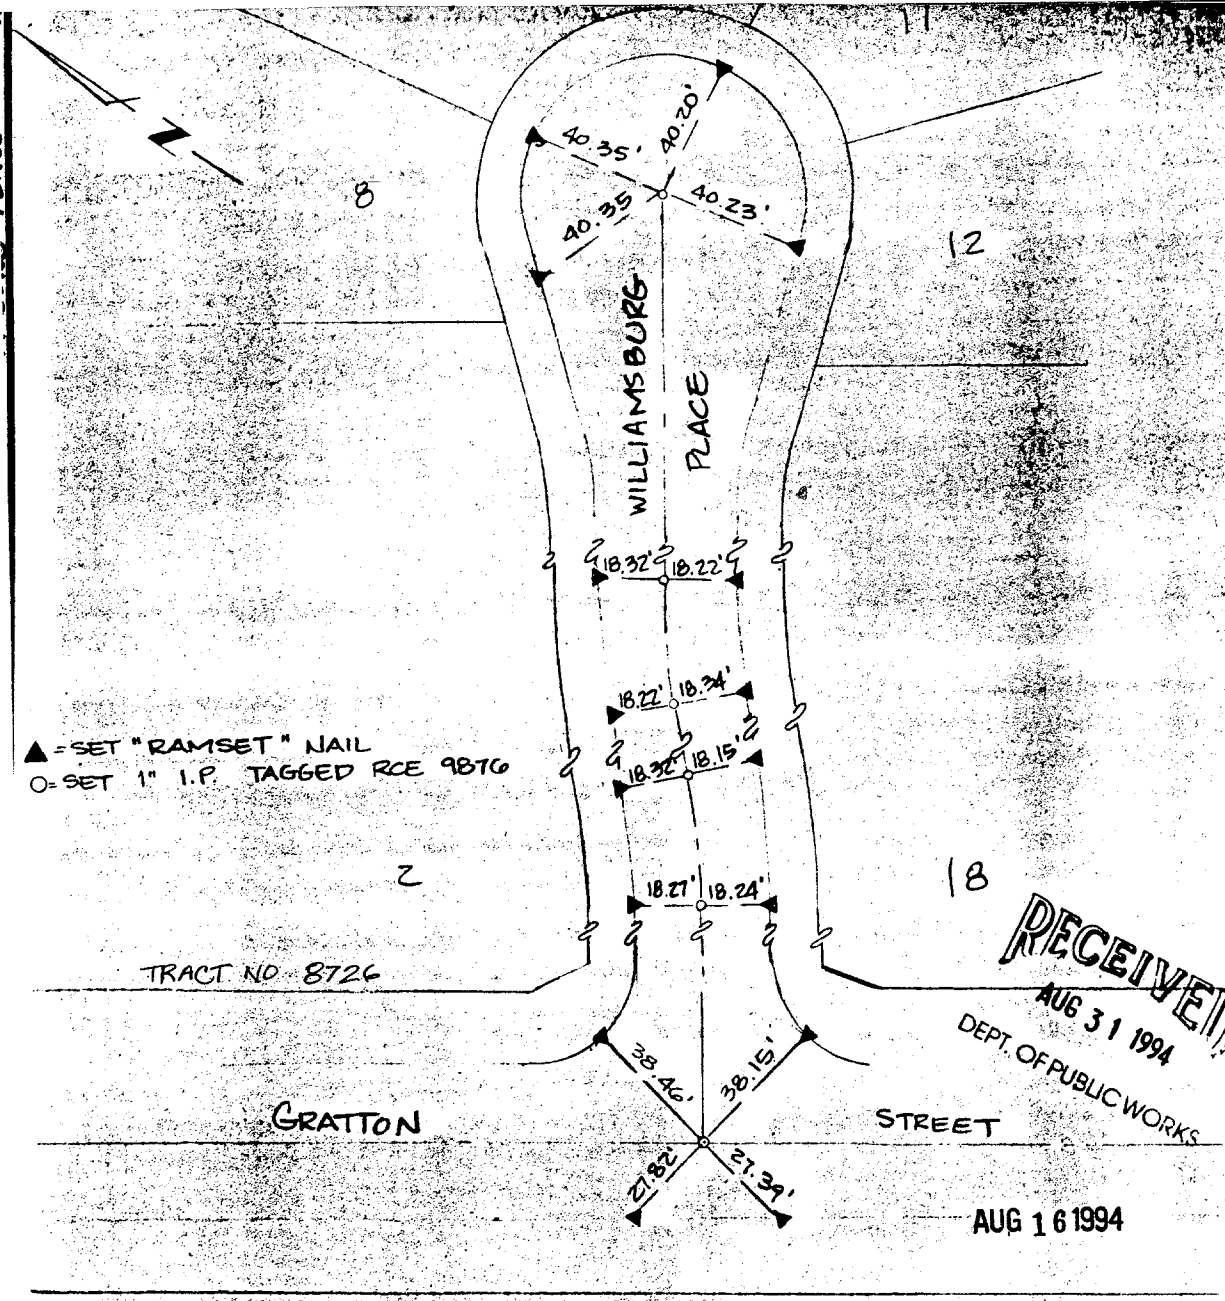 11
40.20'
40.35'
8
40.35
40.23'
12
WILLIAMSBURG
PLACE
18.32' 18.22'
18.22' 18.34'
▲ = SET "RAMSET" NAIL
O = SET 1" I.P. TAGGED RCE 9876
18.32' 18.15'
2
18.27' 18.24'
18
TRACT NO 8726
RECEIVE
AUG 31 1994
DEPT. OF PUBLIC WORKS
38.46' 38.15'
GRATTON STREET
27.82' 27.39'
AUG 16 1994